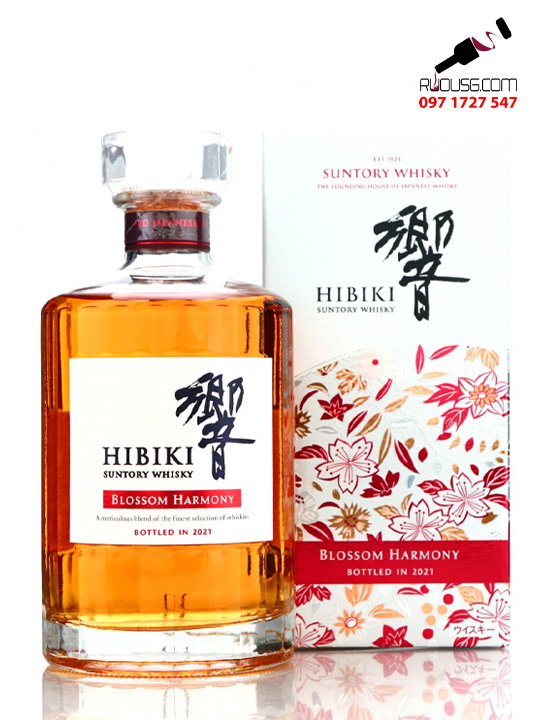 RUOUSG.COM
097 1727 547
EST 1923
SUNTORY WHISKY
THE FOUNDING HOUSE OF JAPANESE WHISKY
響
HIBIKI
SUNTORY WHISKY
BLOSSOM HARMONY
BOTTLED IN 2021
ウイスキー
JAPANESE
響
HIBIKI
SUNTORY WHISKY
BLOSSOM HARMONY
A meticulous blend of the finest selection of whiskies
BOTTLED IN 2021